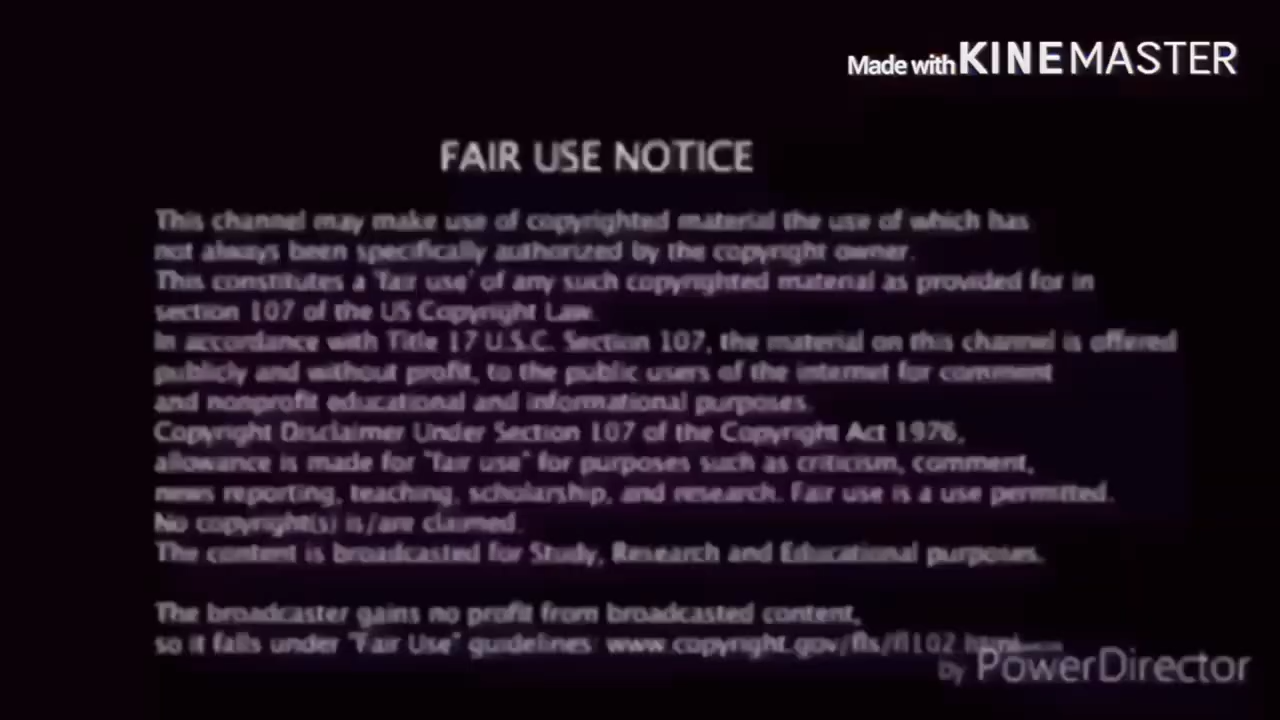 Made with KINEMASTER
FAIR USE NOTICE
This channel may make use of copyrighted material the use of which has
not always been specifically authorized by the copyright owner.
This constitutes a 'fair use' of any such copyrighted material as provided for in
section 107 of the US Copyright Law.
In accordance with Title 17 U.S.C. Section 107, the material on this channel is offered
publicly and without profit, to the public users of the internet for comment
and nonprofit educational and informational purposes.
Copyright Disclaimer Under Section 107 of the Copyright Act 1976,
allowance is made for "fair use" for purposes such as criticism, comment,
news reporting, teaching, scholarship, and research. Fair use is a use permitted.
No copyright(s) is/are claimed.
The content is broadcasted for Study, Research and Educational purposes.
The broadcaster gains no profit from broadcasted content,
so it falls under "Fair Use" guidelines: www.copyright.gov/fls/fl102.html
by PowerDirector